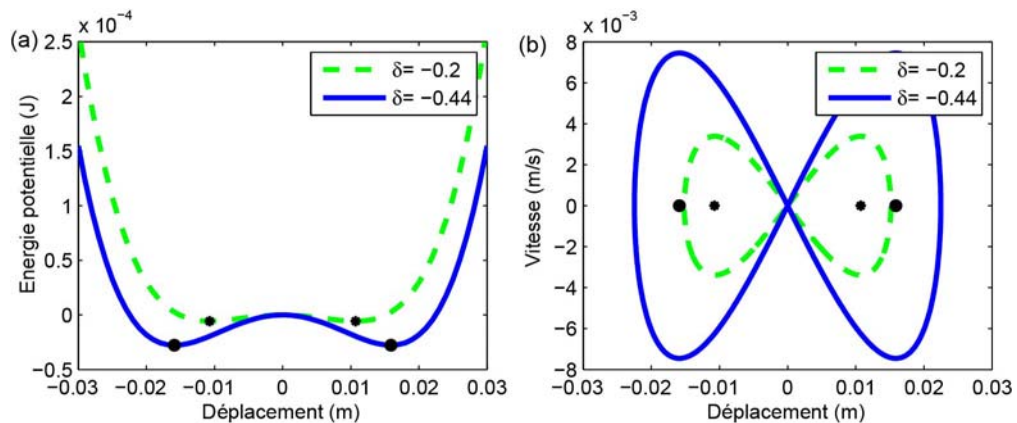 (a)
x 10⁻⁴
Energie potentielle (J)
2.5
2
1.5
1
0.5
0
−0.5
−0.03
−0.02
−0.01
0
0.01
0.02
0.03
Déplacement (m)
δ= −0.2
δ= −0.44
(b)
x 10⁻³
Vitesse (m/s)
8
6
4
2
0
−2
−4
−6
−8
−0.03
−0.02
−0.01
0
0.01
0.02
0.03
Déplacement (m)
δ= −0.2
δ= −0.44